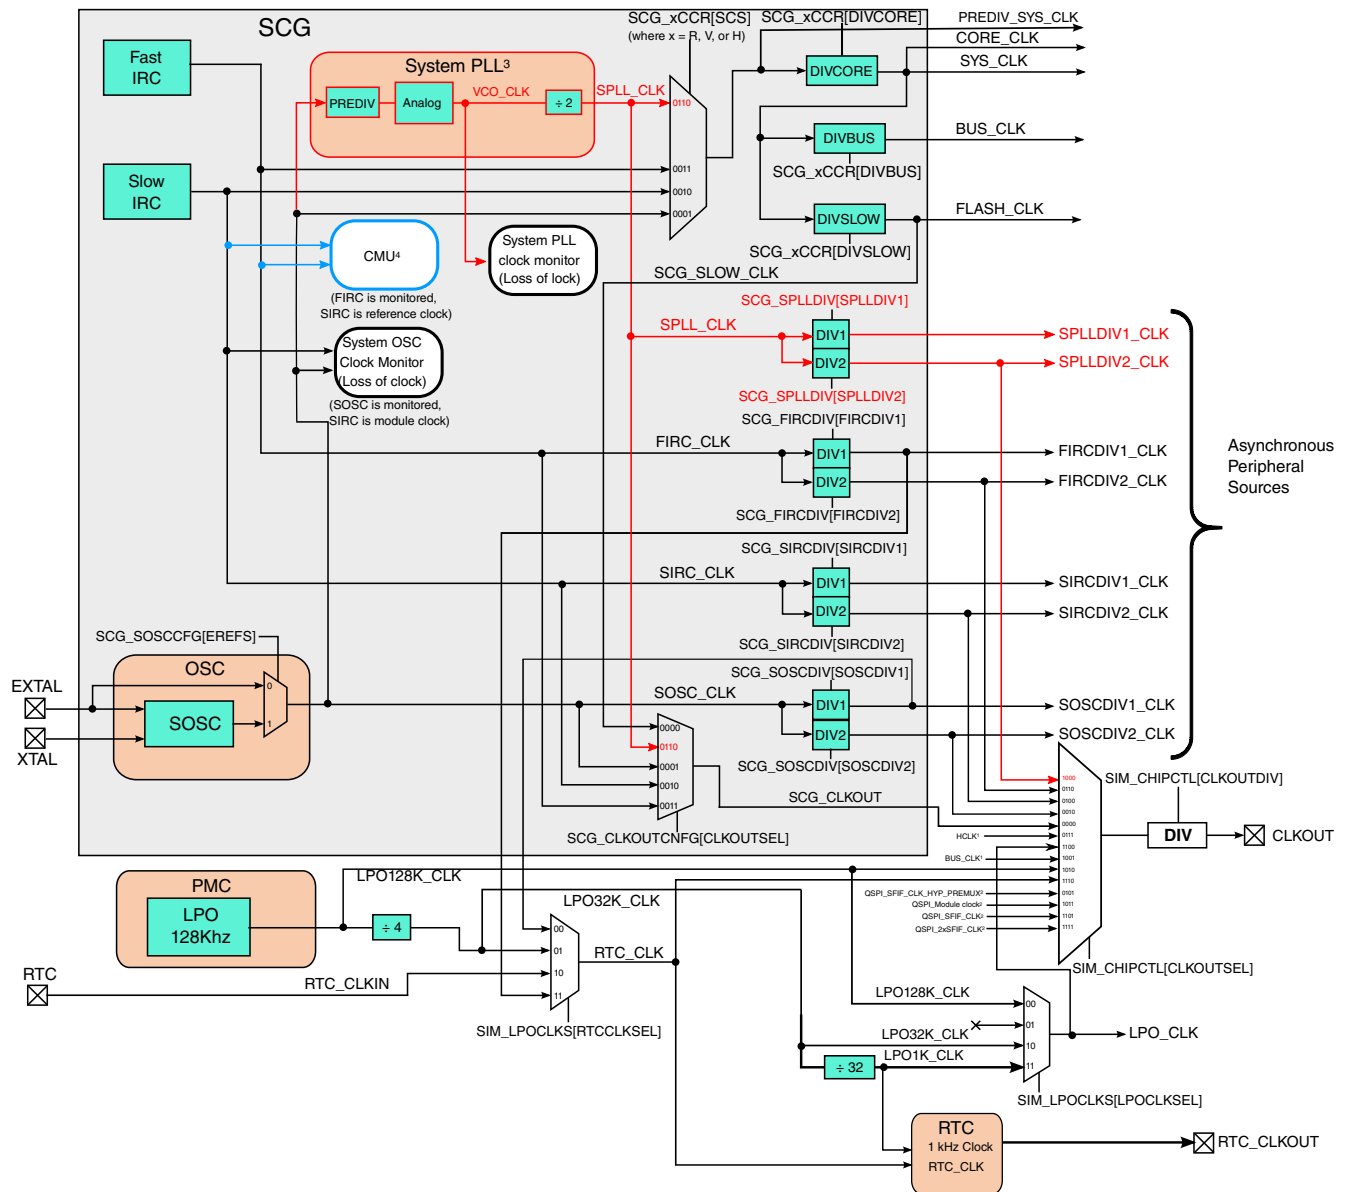 SCG
SCG_xCCR[SCS]
(where x = R, V, or H)
SCG_xCCR[DIVCORE]
PREDIV_SYS_CLK
CORE_CLK
SYS_CLK
Fast
IRC
System PLL³
PREDIV
Analog
VCO_CLK
÷ 2
SPLL_CLK
0110
0011
0010
0001
DIVCORE
DIVBUS
BUS_CLK
SCG_xCCR[DIVBUS]
Slow
IRC
DIVSLOW
FLASH_CLK
SCG_xCCR[DIVSLOW]
CMU⁴
(FIRC is monitored,
SIRC is reference clock)
System PLL
clock monitor
(Loss of lock)
SCG_SLOW_CLK
System OSC
Clock Monitor
(Loss of clock)
(SOSC is monitored,
SIRC is module clock)
SCG_SPLLDIV[SPLLDIV1]
SPLL_CLK
DIV1
SPLLDIV1_CLK
DIV2
SPLLDIV2_CLK
SCG_SPLLDIV[SPLLDIV2]
SCG_FIRCDIV[FIRCDIV1]
FIRC_CLK
DIV1
FIRCDIV1_CLK
DIV2
FIRCDIV2_CLK
SCG_FIRCDIV[FIRCDIV2]
Asynchronous
Peripheral
Sources
SCG_SIRCDIV[SIRCDIV1]
SIRC_CLK
DIV1
SIRCDIV1_CLK
DIV2
SIRCDIV2_CLK
SCG_SIRCDIV[SIRCDIV2]
SCG_SOSCCFG[EREFS]
OSC
EXTAL
XTAL
SOSC
0
1
SCG_SOSCDIV[SOSCDIV1]
SOSC_CLK
DIV1
SOSCDIV1_CLK
DIV2
SOSCDIV2_CLK
SCG_SOSCDIV[SOSCDIV2]
0000
0110
0001
0010
0011
SCG_CLKOUT
SCG_CLKOUTCNFG[CLKOUTSEL]
1000
0110
0100
0010
0000
HCLK¹
0111
1100
BUS_CLK¹
1001
1010
1110
QSPI_SFIF_CLK_HYP_PREMUX²
0101
QSPI_Module clock²
1011
QSPI_SFIF_CLK²
1101
QSPI_2xSFIF_CLK²
1111
SIM_CHIPCTL[CLKOUTDIV]
DIV
CLKOUT
SIM_CHIPCTL[CLKOUTSEL]
PMC
LPO
128Khz
LPO128K_CLK
÷ 4
LPO32K_CLK
00
01
10
11
RTC_CLK
RTC
RTC_CLKIN
SIM_LPOCLKS[RTCCLKSEL]
LPO128K_CLK
LPO32K_CLK
÷ 32
LPO1K_CLK
00
01
10
11
LPO_CLK
SIM_LPOCLKS[LPOCLKSEL]
RTC
1 kHz Clock
RTC_CLK
RTC_CLKOUT